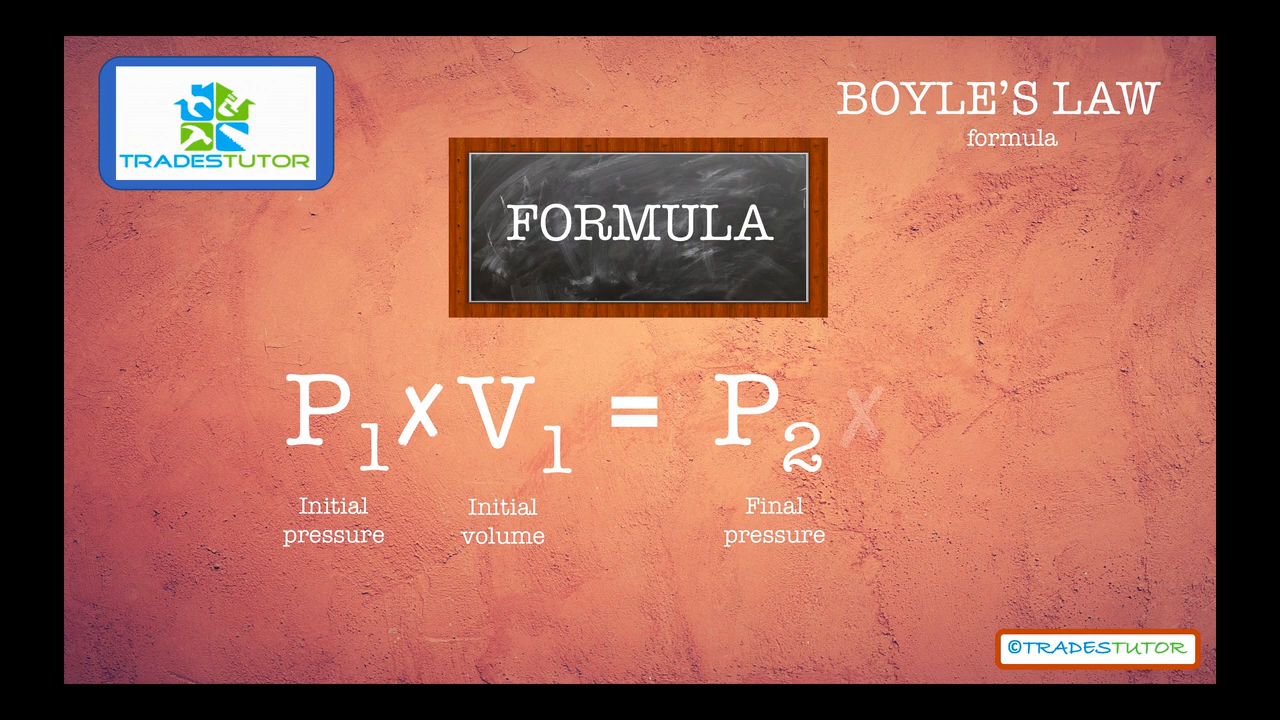 TRADESTUTOR
BOYLE'S LAW
formula
FORMULA
P1 x V1 = P2 x
Initial pressure
Initial volume
Final pressure
©TRADESTUTOR